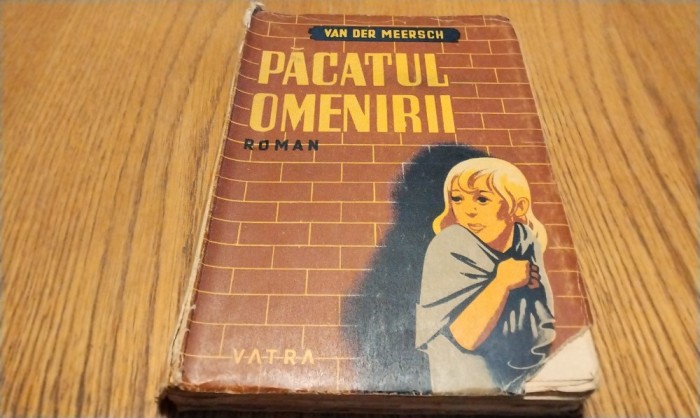 VAN DER MEERSCH
PĂCATUL
OMENIRII
ROMAN
VATRA